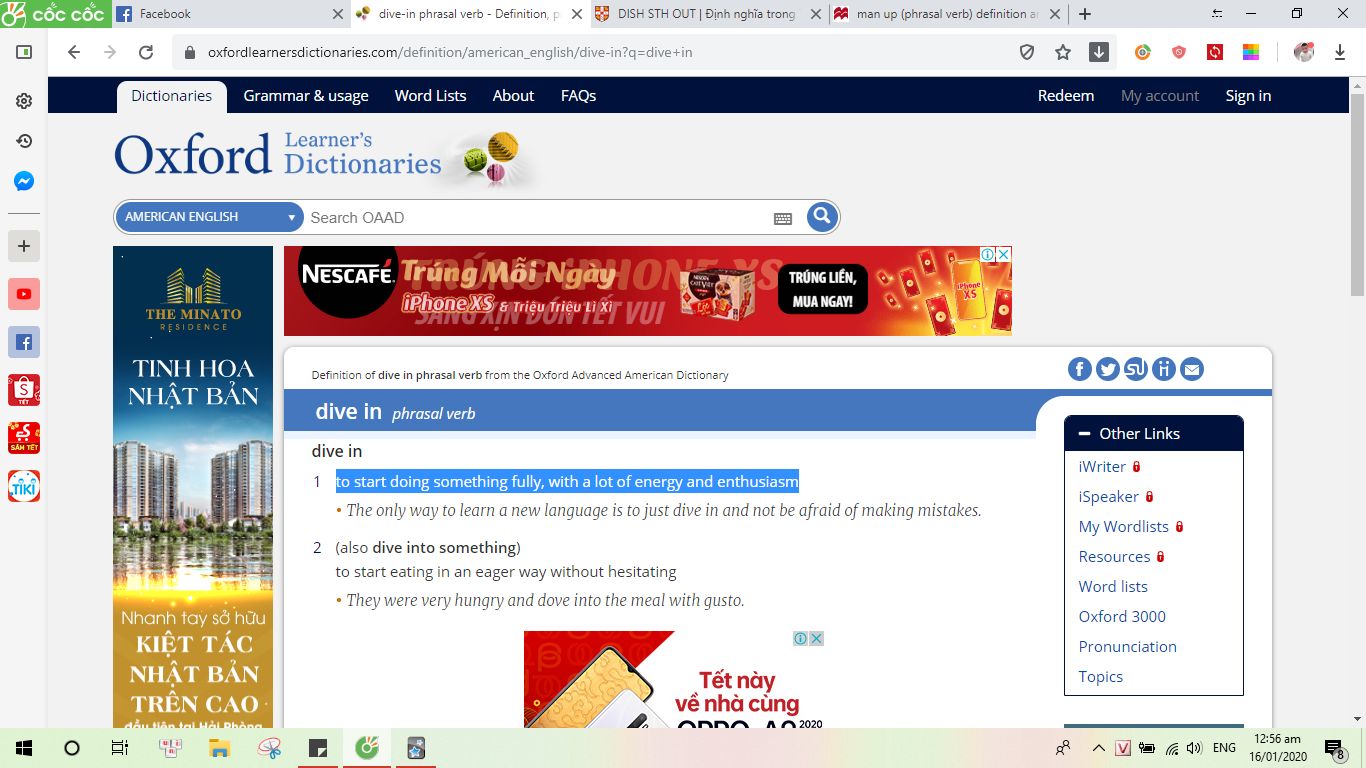 cốc cốc
Facebook
dive-in phrasal verb - Definition, p
DISH STH OUT | Định nghĩa trong
man up (phrasal verb) definition an
oxfordlearnersdictionaries.com/definition/american_english/dive-in?q=dive+in
Dictionaries
Grammar & usage
Word Lists
About
FAQs
Redeem
My account
Sign in
Oxford Learner's
Dictionaries
AMERICAN ENGLISH
Search OAAD
THE MINATO
RESIDENCE
TINH HOA
NHẬT BẢN
Nhanh tay sở hữu
KIỆT TÁC
NHẬT BẢN
TRÊN CAO
đầu tiên tại Hải Phòng
NESCAFÉ
Trúng Mỗi Ngày
iPhone XS & Triệu Triệu Lì Xì
TRÚNG IPHONE XS
SANG XỊN ĐÓN TẾT VUI
TRÚNG LIỀN,
MUA NGAY!
iPhone
XS
Definition of dive in phrasal verb from the Oxford Advanced American Dictionary
dive in phrasal verb
dive in
1 to start doing something fully, with a lot of energy and enthusiasm
• The only way to learn a new language is to just dive in and not be afraid of making mistakes.
2 (also dive into something)
to start eating in an eager way without hesitating
• They were very hungry and dove into the meal with gusto.
Tết này
về nhà cùng
OPPO A9 2020
Other Links
iWriter
iSpeaker
My Wordlists
Resources
Word lists
Oxford 3000
Pronunciation
Topics
TẾT
SẮM TẾT
TIKI
ENG
12:56 am
16/01/2020
8